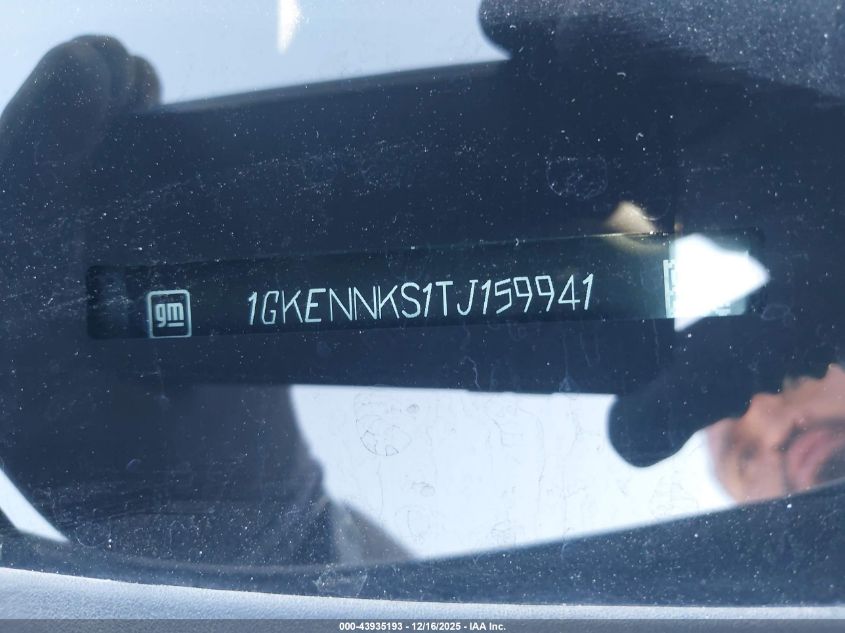 gm 1GKENNKS1TJ159941
000-43935193 - 12/16/2025 - IAA Inc.